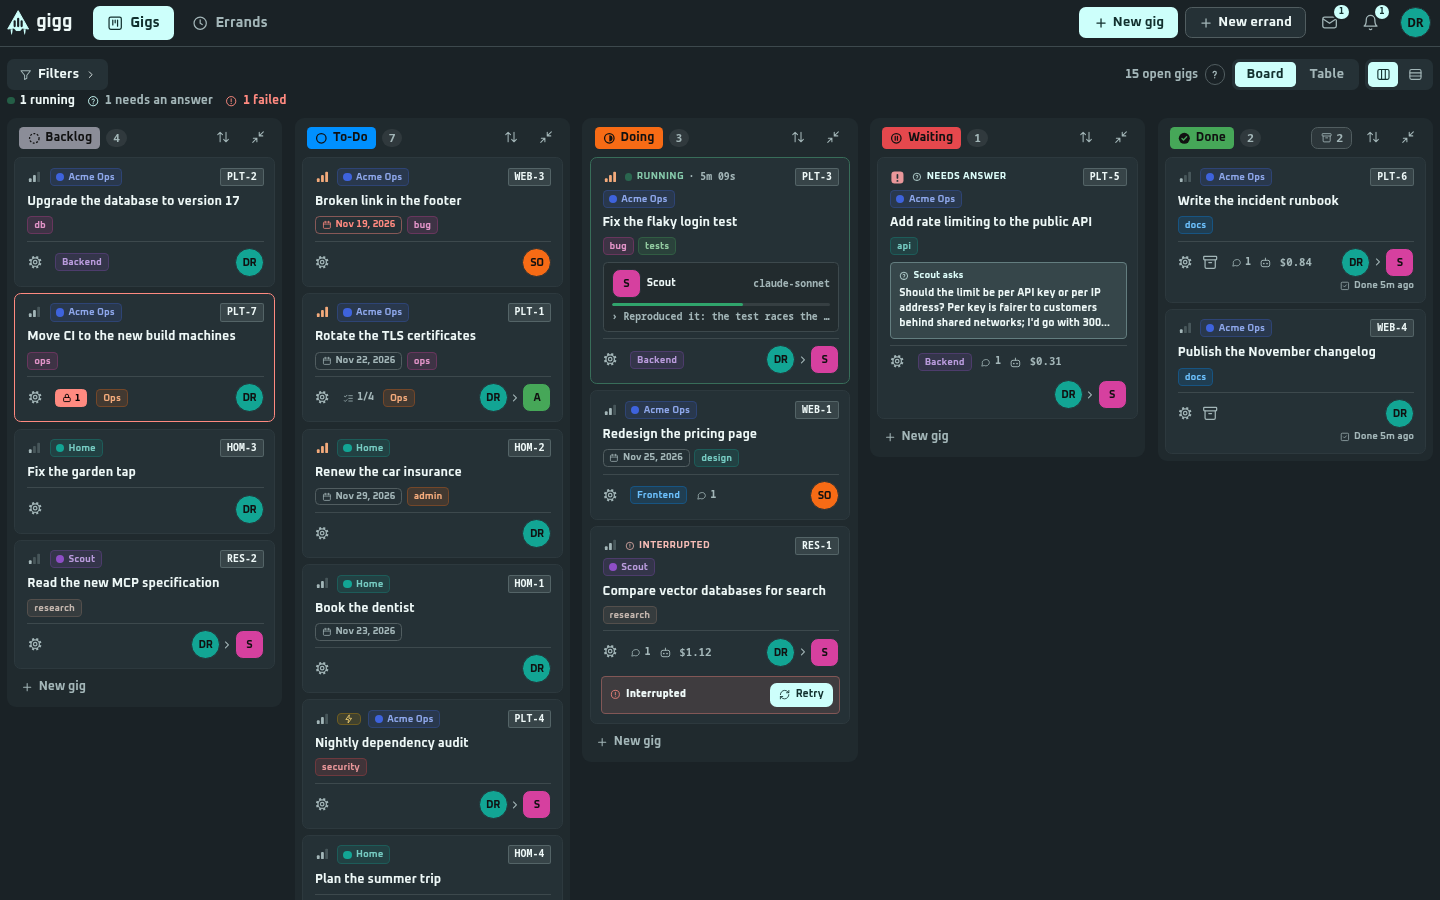 gigg
Gigs
Errands
+ New gig
+ New errand
1
1
DR
Filters
15 open gigs
?
Board
Table
1 running
1 needs an answer
1 failed
Backlog 4
Acme Ops PLT-2
Upgrade the database to version 17
db
Backend DR
Acme Ops PLT-7
Move CI to the new build machines
ops
1 Ops DR
Home HOM-3
Fix the garden tap
DR
Scout RES-2
Read the new MCP specification
research
DR > S
+ New gig
To-Do 7
Acme Ops WEB-3
Broken link in the footer
Nov 19, 2026 bug
SO
Acme Ops PLT-1
Rotate the TLS certificates
Nov 22, 2026 ops
1/4 Ops DR > A
Home HOM-2
Renew the car insurance
Nov 29, 2026 admin
DR
Home HOM-1
Book the dentist
Nov 23, 2026
DR
Acme Ops PLT-4
Nightly dependency audit
security
DR > S
Home HOM-4
Plan the summer trip
Doing 3
RUNNING · 5m 09s PLT-3
Acme Ops
Fix the flaky login test
bug tests
S Scout claude-sonnet
› Reproduced it: the test races the …
Backend DR > S
Acme Ops WEB-1
Redesign the pricing page
Nov 25, 2026 design
Frontend 1 SO
INTERRUPTED RES-1
Scout
Compare vector databases for search
research
1 $1.12 DR > S
Interrupted Retry
+ New gig
Waiting 1
NEEDS ANSWER PLT-5
Acme Ops
Add rate limiting to the public API
api
Scout asks
Should the limit be per API key or per IP
address? Per key is fairer to customers
behind shared networks; I'd go with 300...
Backend 1 $0.31
DR > S
+ New gig
Done 2 2
Acme Ops PLT-6
Write the incident runbook
docs
1 $0.84 DR > S
Done 5m ago
Acme Ops WEB-4
Publish the November changelog
docs
DR
Done 5m ago